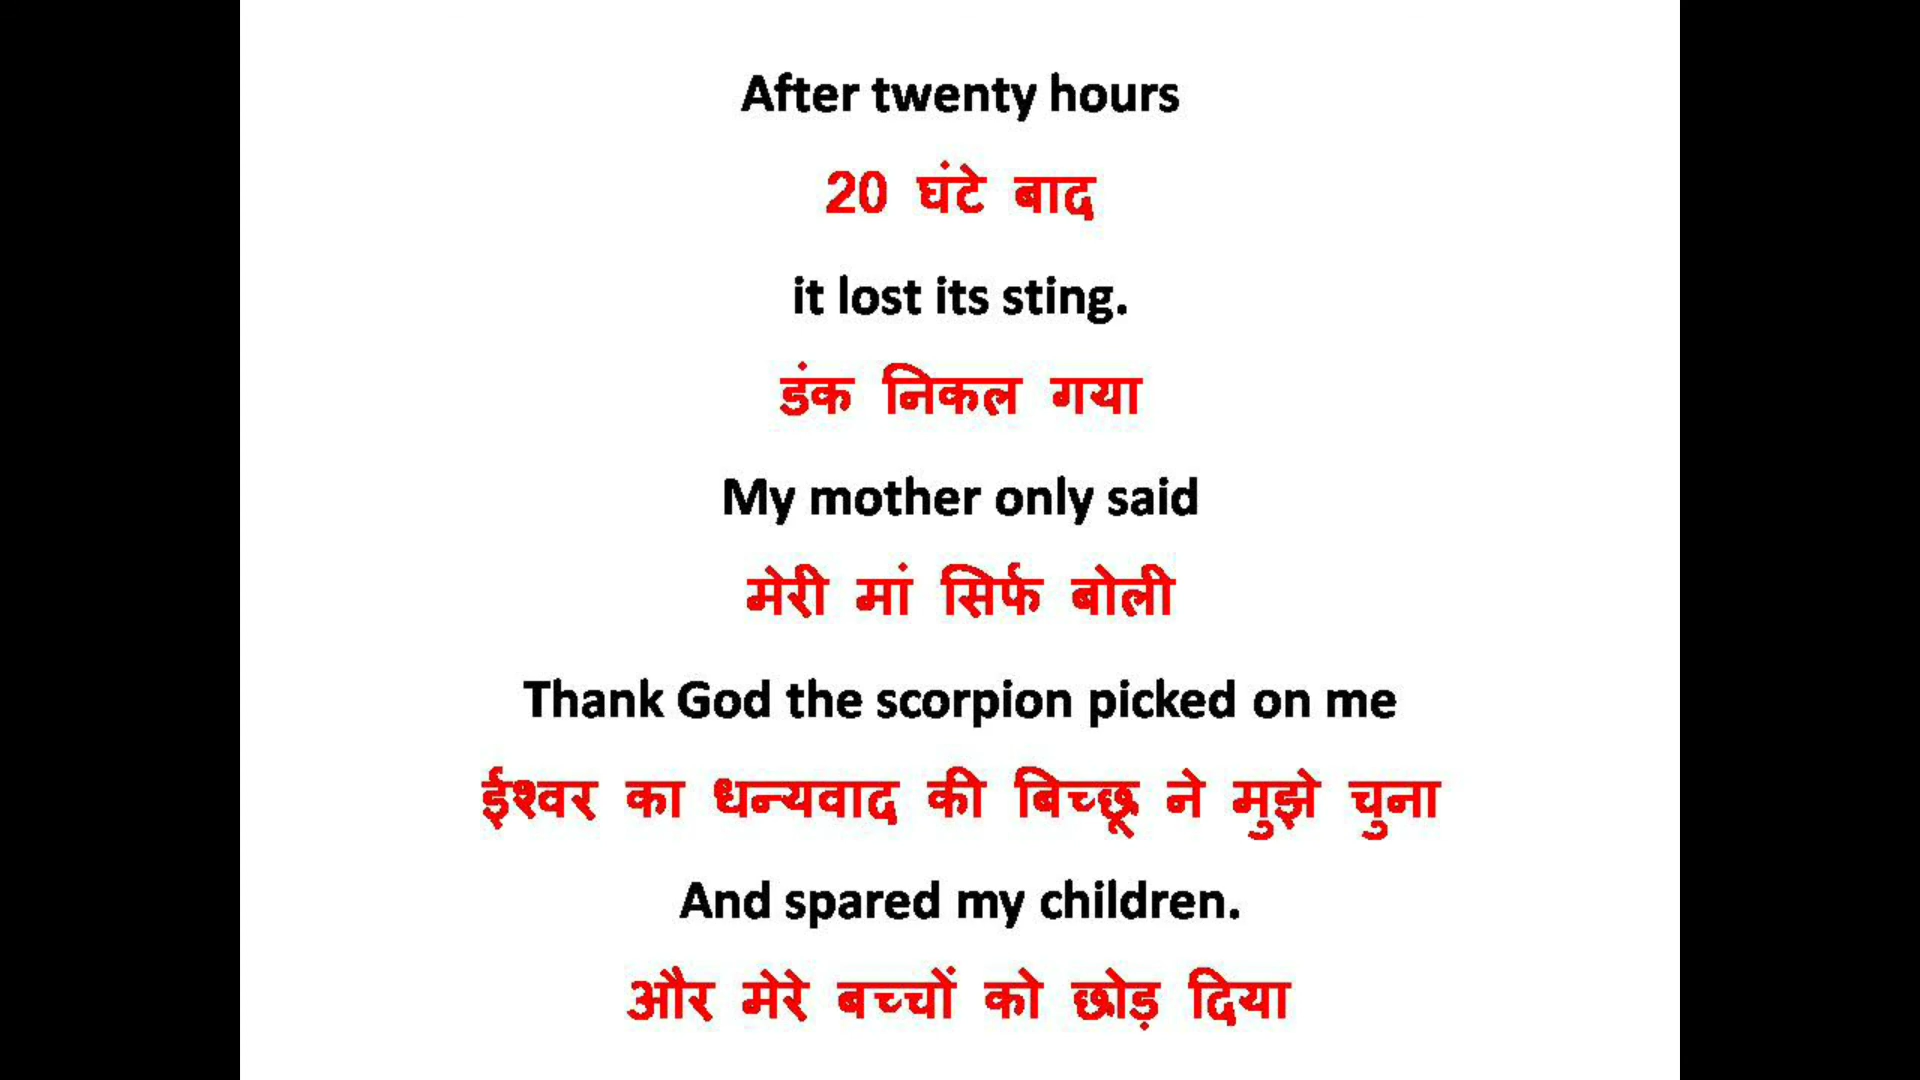 After twenty hours
20 घंटे बाद
it lost its sting.
डंक निकल गया
My mother only said
मेरी मां सिर्फ बोली
Thank God the scorpion picked on me
ईश्वर का धन्यवाद की बिच्छू ने मुझे चुना
And spared my children.
और मेरे बच्चों को छोड़ दिया